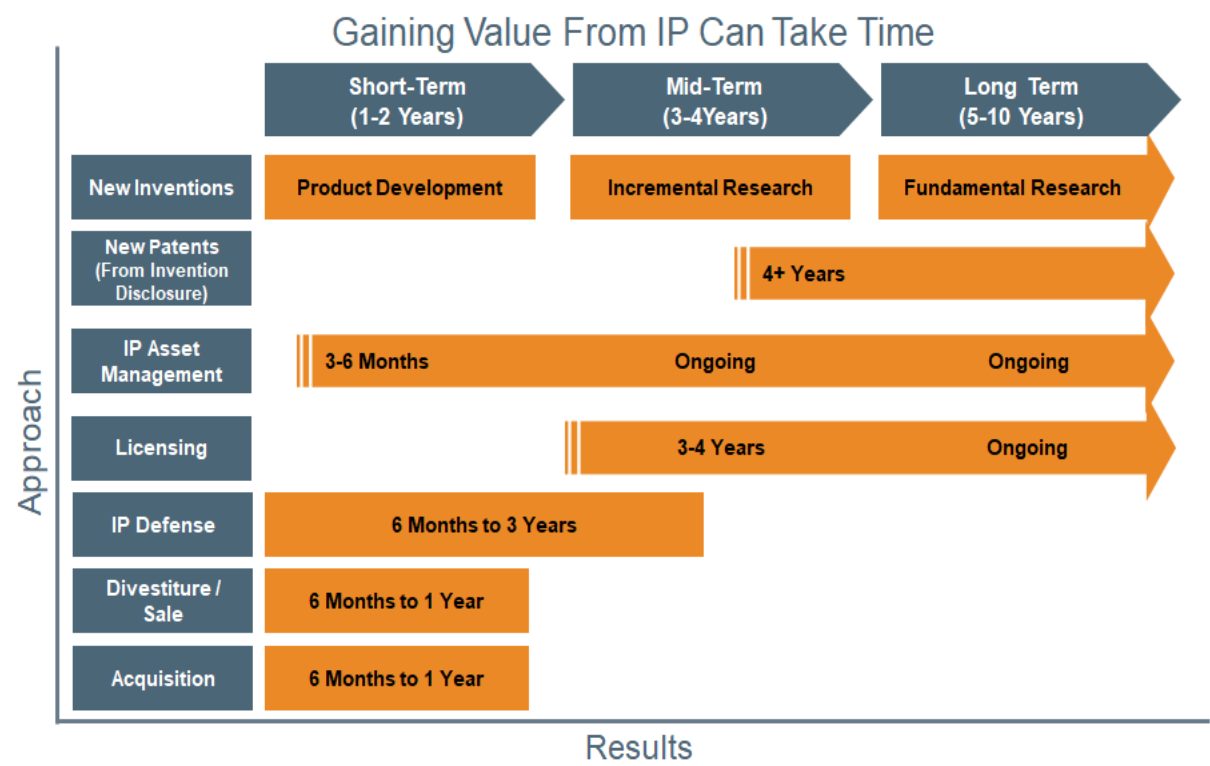 Gaining Value From IP Can Take Time
Short-Term
(1-2 Years)
Mid-Term
(3-4Years)
Long Term
(5-10 Years)
New Inventions
Product Development
Incremental Research
Fundamental Research
New Patents
(From Invention
Disclosure)
4+ Years
IP Asset
Management
3-6 Months
Ongoing
Ongoing
Licensing
3-4 Years
Ongoing
IP Defense
6 Months to 3 Years
Divestiture /
Sale
6 Months to 1 Year
Acquisition
6 Months to 1 Year
Approach
Results